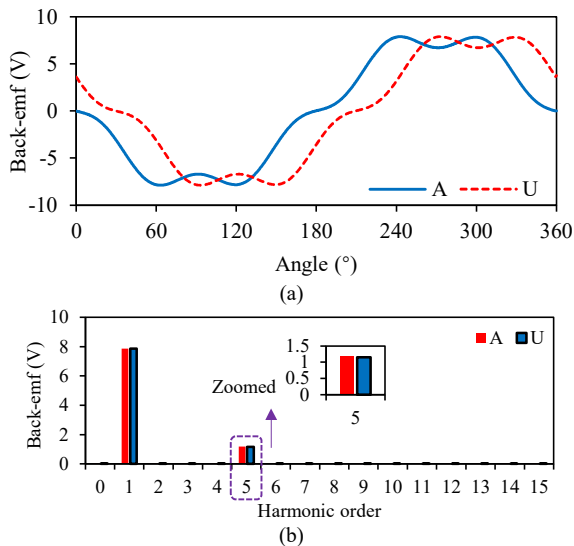 10
5
0
-5
-10
Back-emf (V)
A U
0 60 120 180 240 300 360
Angle (°)
(a)
10
8
6
4
2
0
Back-emf (V)
A U
1.5
1
0.5
0
5
Zoomed
0 1 2 3 4 5 6 7 8 9 10 11 12 13 14 15
Harmonic order
(b)